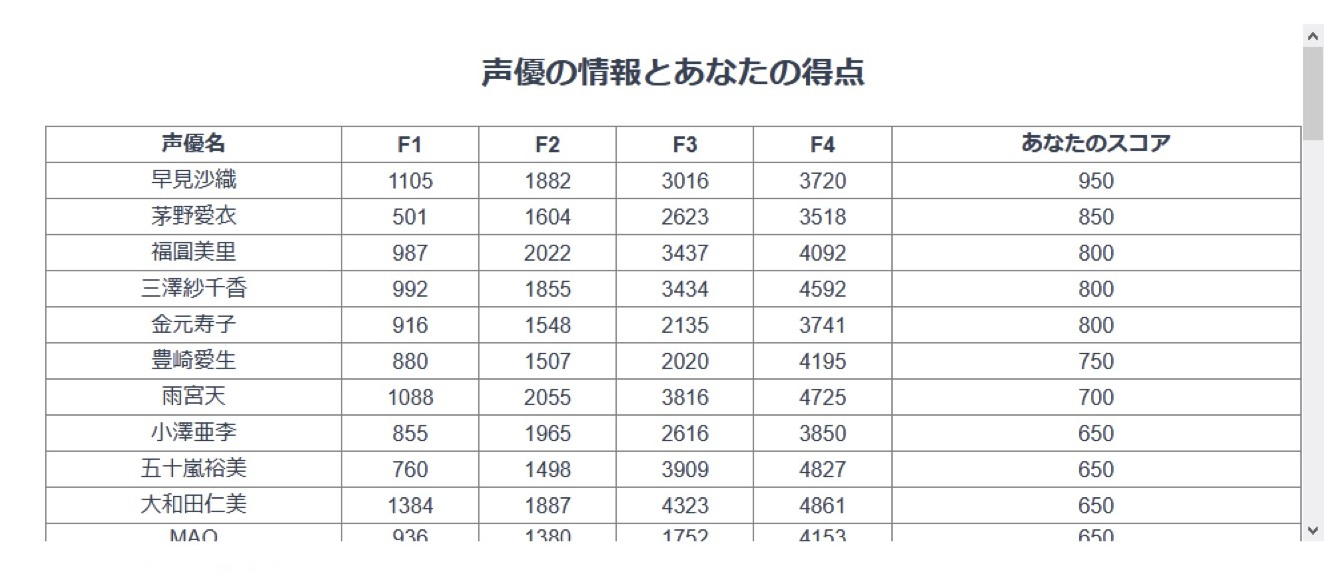 声優の情報とあなたの得点
声優名 F1 F2 F3 F4 あなたのスコア
早見沙織 1105 1882 3016 3720 950
茅野愛衣 501 1604 2623 3518 850
福圓美里 987 2022 3437 4092 800
三澤紗千香 992 1855 3434 4592 800
金元寿子 916 1548 2135 3741 800
豊崎愛生 880 1507 2020 4195 750
雨宮天 1088 2055 3816 4725 700
小澤亜李 855 1965 2616 3850 650
五十嵐裕美 760 1498 3909 4827 650
大和田仁美 1384 1887 4323 4861 650
MAO 936 1380 1752 4153 650